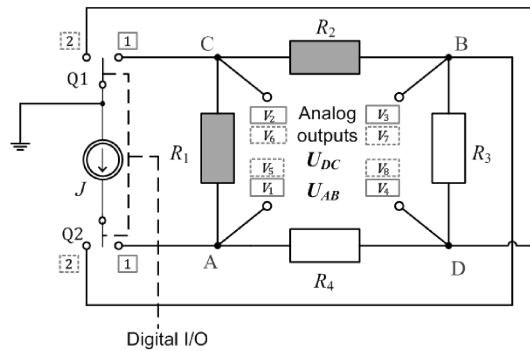 2 1 C R2 B
Q1
V2 Analog V3
V6 outputs V7
R1 UDC R3
J V5 V8
V1 UAB V4
Q2
2 1 A R4 D
Digital I/O